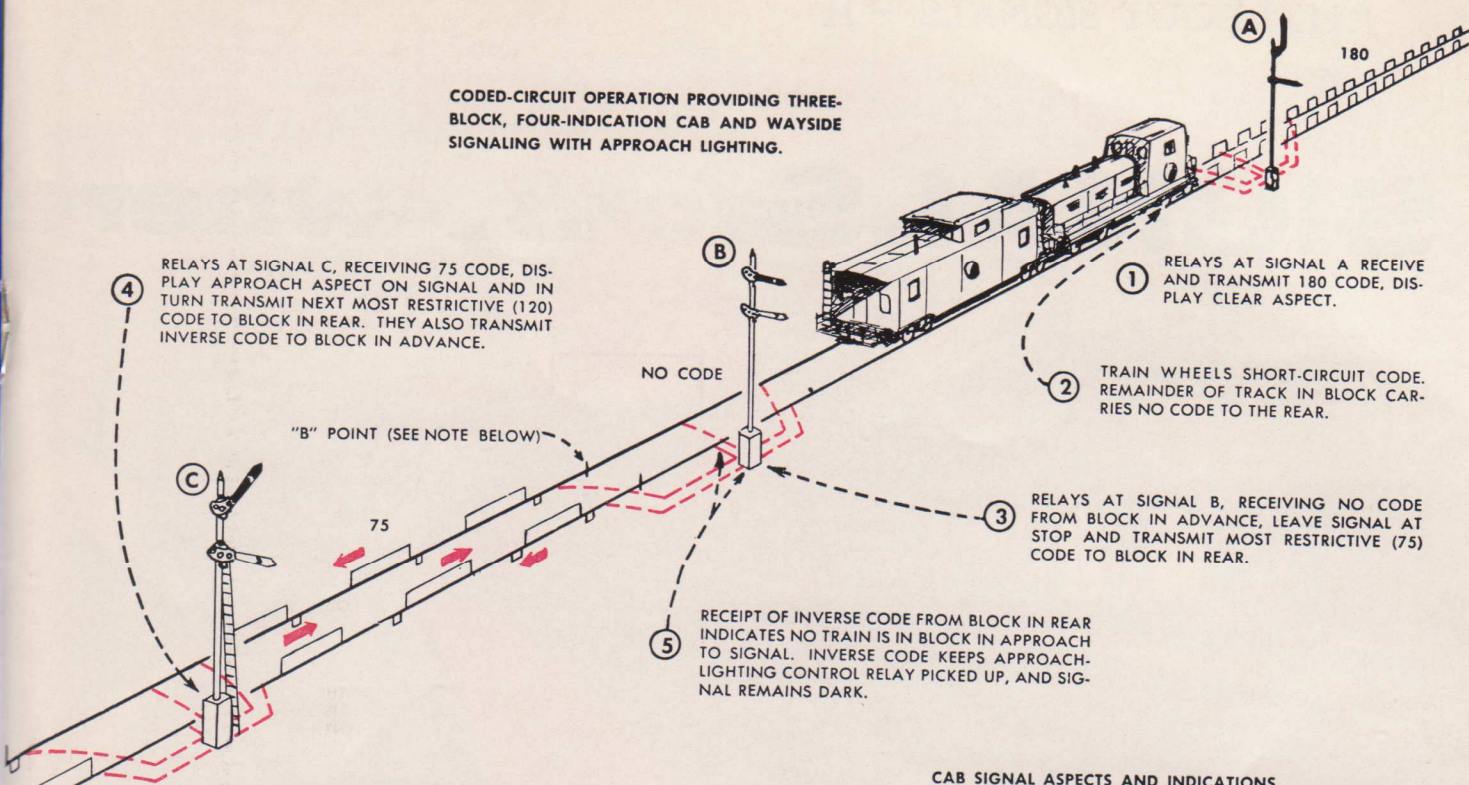 CODED-CIRCUIT OPERATION PROVIDING THREE-
BLOCK, FOUR-INDICATION CAB AND WAYSIDE
SIGNALING WITH APPROACH LIGHTING.
A
180
1
RELAYS AT SIGNAL A RECEIVE
AND TRANSMIT 180 CODE, DIS-
PLAY CLEAR ASPECT.
2
TRAIN WHEELS SHORT-CIRCUIT CODE.
REMAINDER OF TRACK IN BLOCK CAR-
RIES NO CODE TO THE REAR.
B
NO CODE
3
RELAYS AT SIGNAL B, RECEIVING NO CODE
FROM BLOCK IN ADVANCE, LEAVE SIGNAL AT
STOP AND TRANSMIT MOST RESTRICTIVE (75)
CODE TO BLOCK IN REAR.
4
RELAYS AT SIGNAL C, RECEIVING 75 CODE, DIS-
PLAY APPROACH ASPECT ON SIGNAL AND IN
TURN TRANSMIT NEXT MOST RESTRICTIVE (120)
CODE TO BLOCK IN REAR. THEY ALSO TRANSMIT
INVERSE CODE TO BLOCK IN ADVANCE.
"B" POINT (SEE NOTE BELOW)
C
75
5
RECEIPT OF INVERSE CODE FROM BLOCK IN REAR
INDICATES NO TRAIN IS IN BLOCK IN APPROACH
TO SIGNAL. INVERSE CODE KEEPS APPROACH-
LIGHTING CONTROL RELAY PICKED UP, AND SIG-
NAL REMAINS DARK.
CAB SIGNAL ASPECTS AND INDICATIONS